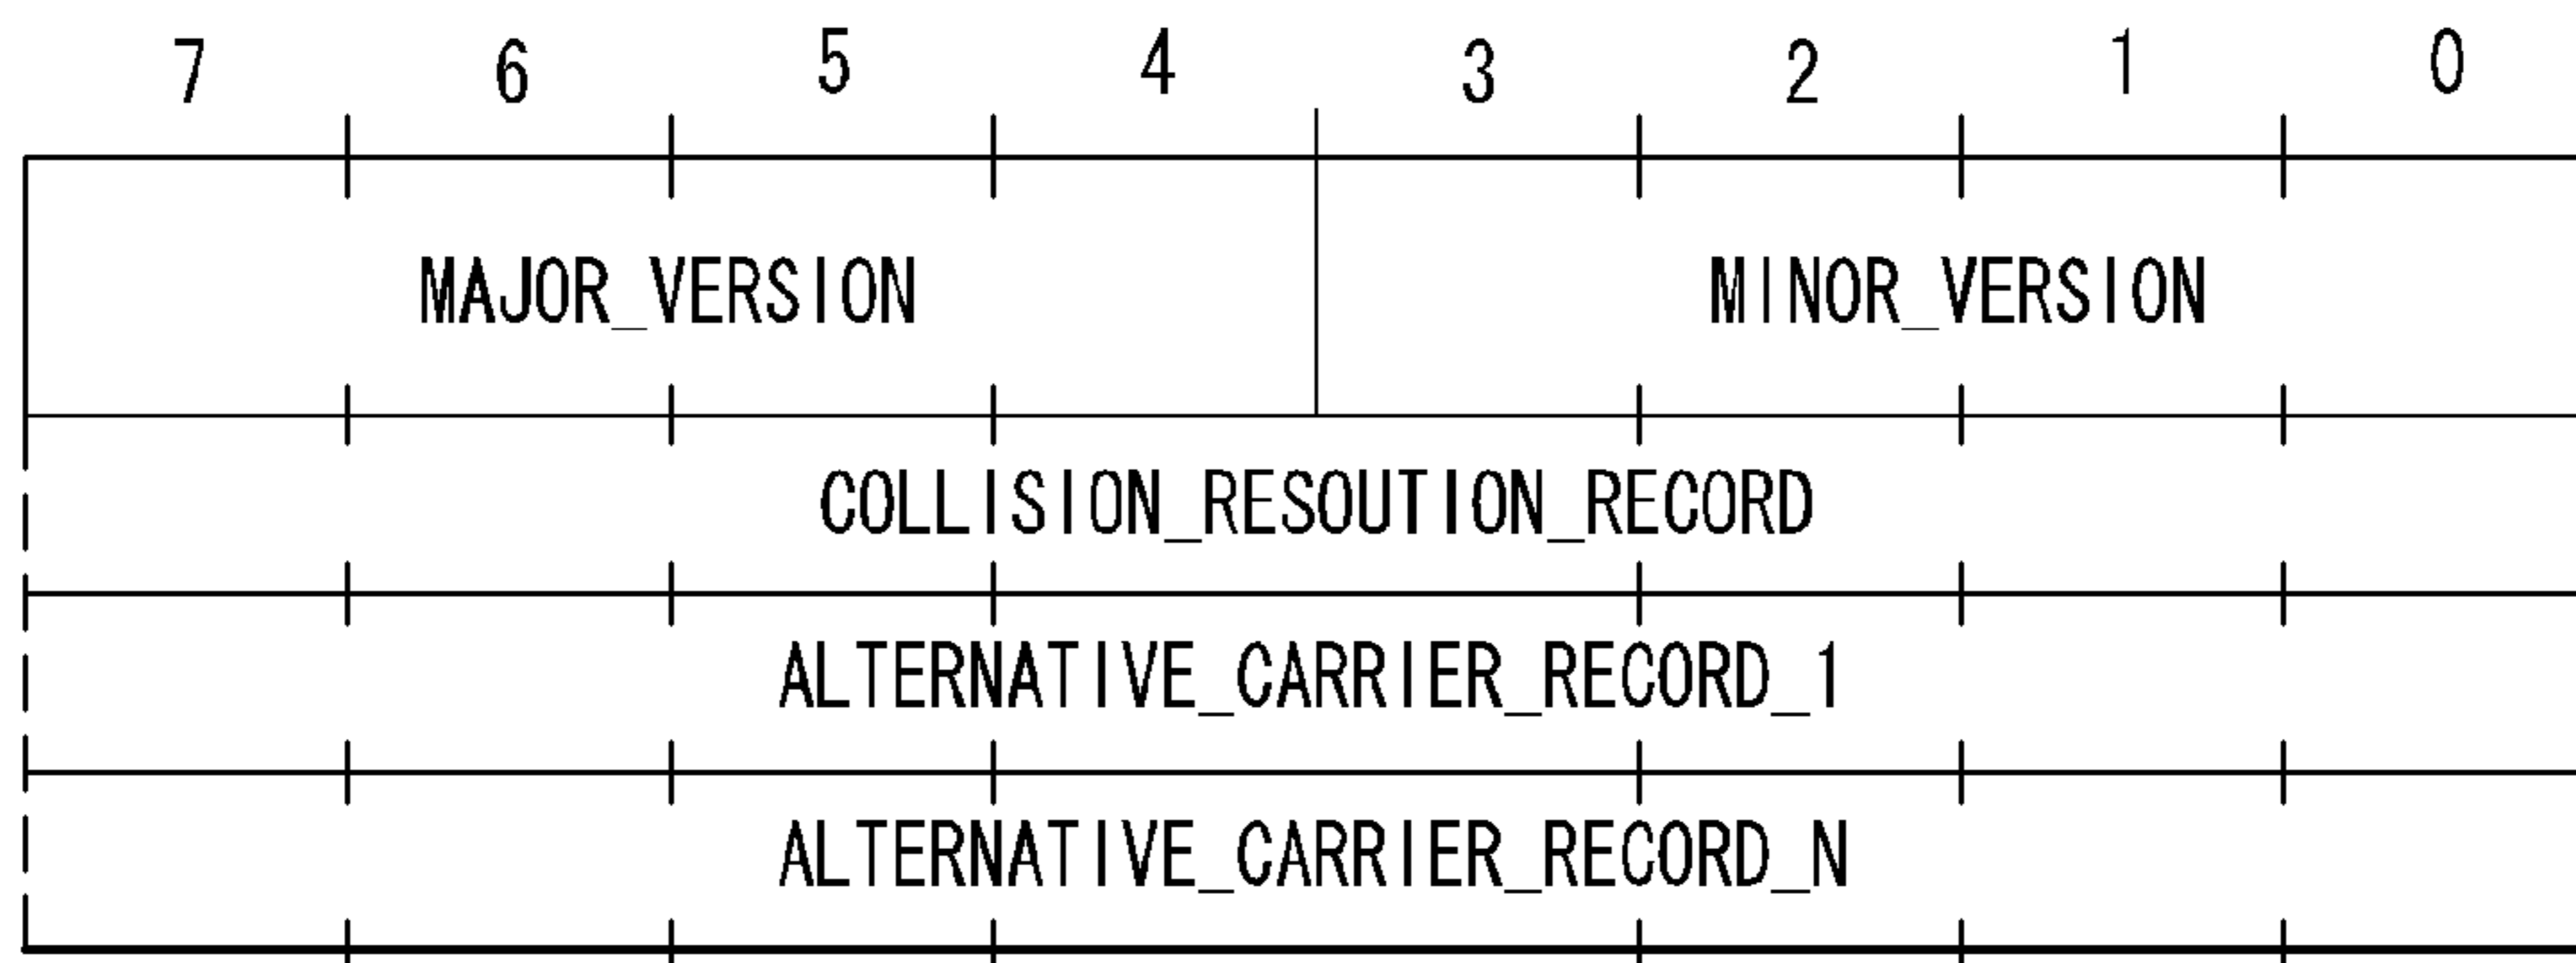 7 6 5 4 3 2 1 0
MAJOR_VERSION MINOR_VERSION
COLLISION_RESOUTION_RECORD
ALTERNATIVE_CARRIER_RECORD_1
ALTERNATIVE_CARRIER_RECORD_N